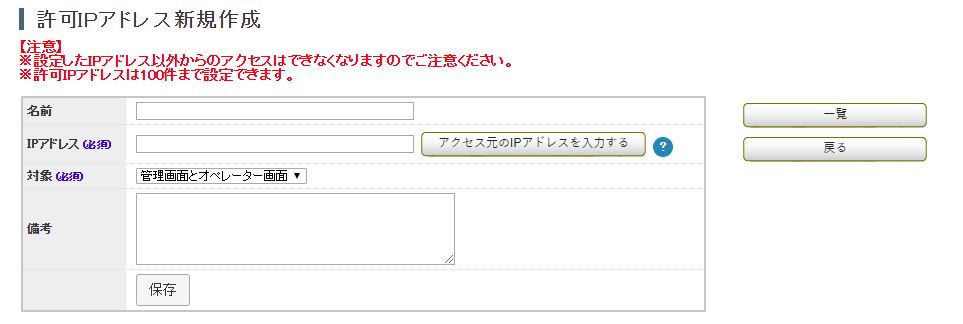 許可IPアドレス新規作成
【注意】
※設定したIPアドレス以外からのアクセスはできなくなりますのでご注意ください。
※許可IPアドレスは100件まで設定できます。
名前
一覧
IPアドレス (必須) アクセス元のIPアドレスを入力する ?
戻る
対象 (必須) 管理画面とオペレーター画面 ▼
備考
保存